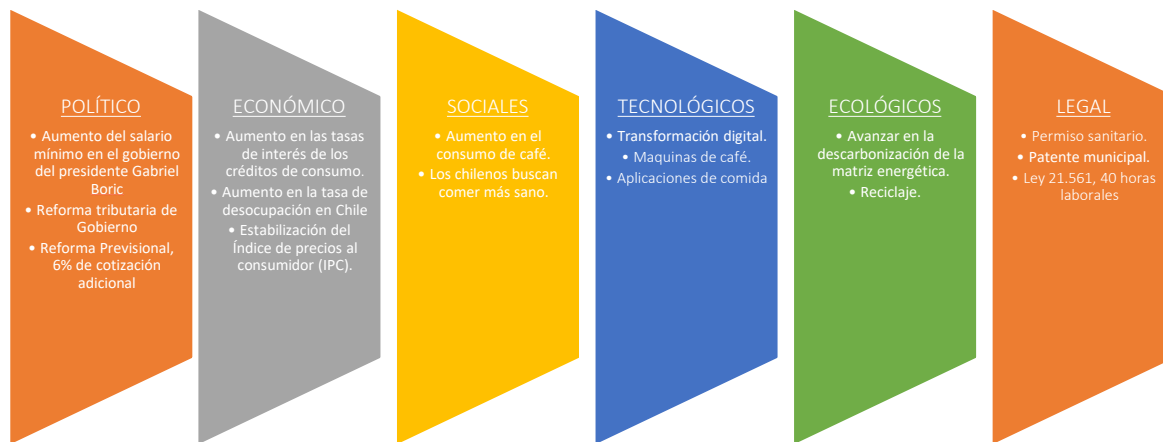 POLÍTICO
• Aumento del salario
mínimo en el gobierno
del presidente Gabriel
Boric
• Reforma tributaria de
Gobierno
• Reforma Previsional,
6% de cotización
adicional
ECONÓMICO
• Aumento en las tasas
de interés de los
créditos de consumo.
• Aumento en la tasa de
desocupación en Chile
• Estabilización del
Índice de precios al
consumidor (IPC).
SOCIALES
• Aumento en el
consumo de café.
• Los chilenos buscan
comer más sano.
TECNOLÓGICOS
• Transformación digital.
• Maquinas de café.
• Aplicaciones de comida
ECOLÓGICOS
• Avanzar en la
descarbonización de la
matriz energética.
• Reciclaje.
LEGAL
• Permiso sanitario.
• Patente municipal.
• Ley 21.561, 40 horas
laborales